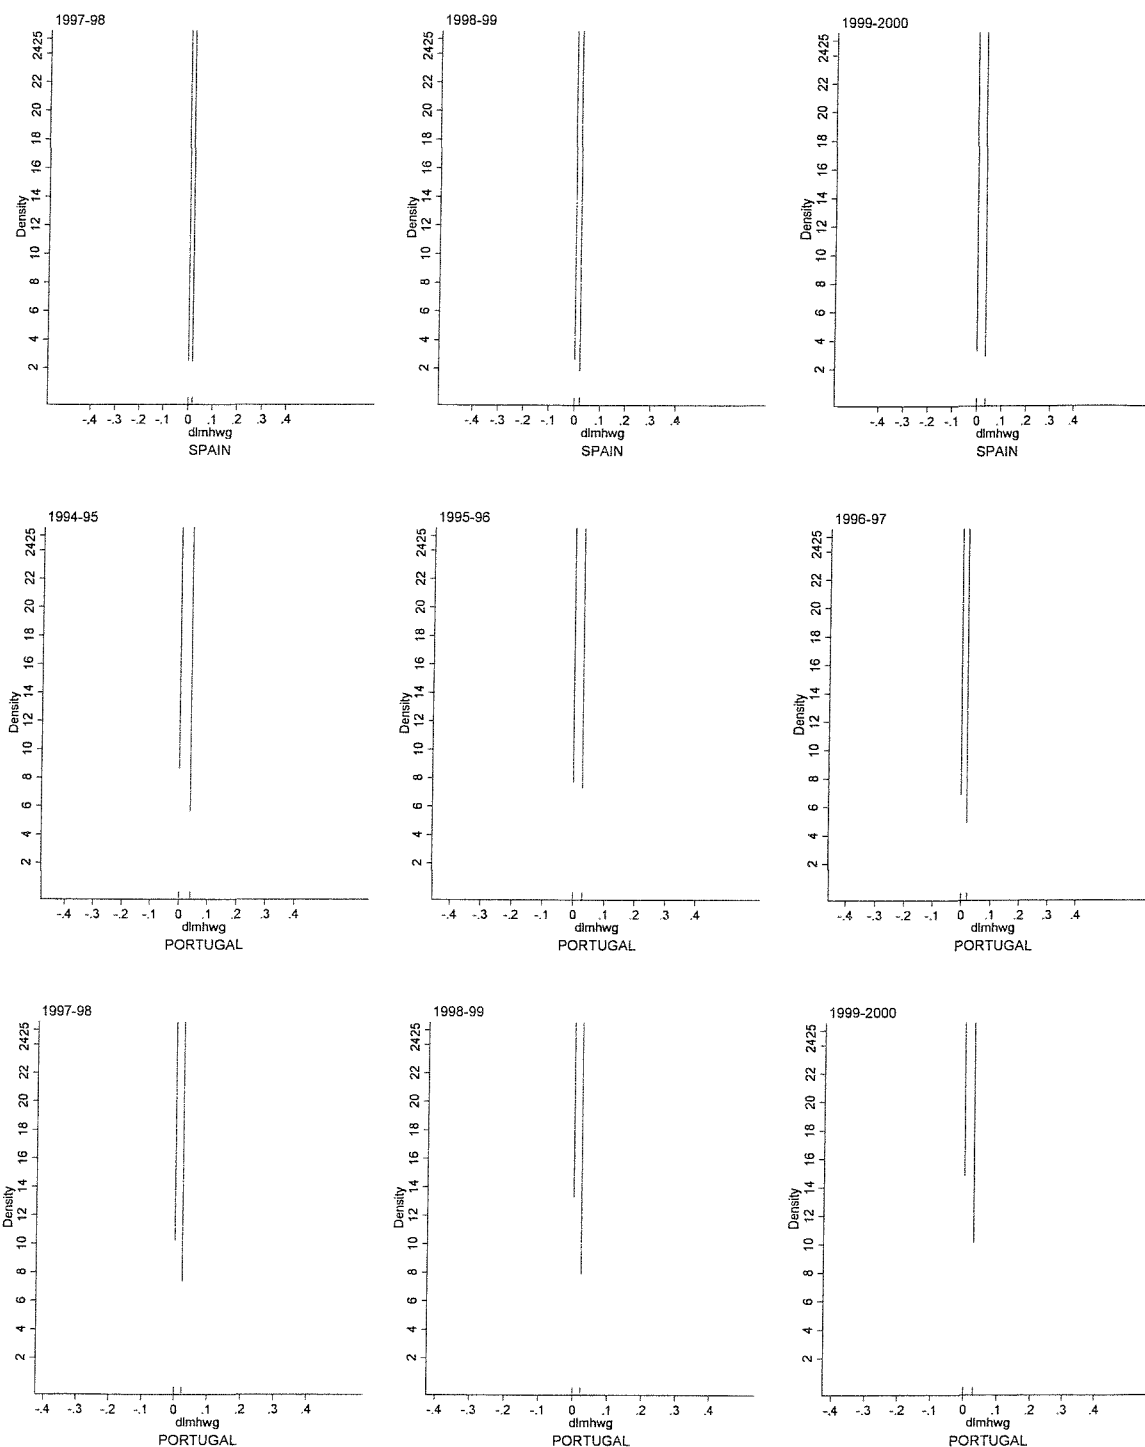 1997-98
Density
2 4 6 8 10 12 14 16 18 20 22 2425
-.4 -.3 -.2 -.1 0 .1 .2 .3 .4
dlmhwg
SPAIN
1998-99
Density
2 4 6 8 10 12 14 16 18 20 22 2425
-.4 -.3 -.2 -.1 0 .1 .2 .3 .4
dlmhwg
SPAIN
1999-2000
Density
2 4 6 8 10 12 14 16 18 20 22 2425
-.4 -.3 -.2 -.1 0 .1 .2 .3 .4
dlmhwg
SPAIN
1994-95
Density
2 4 6 8 10 12 14 16 18 20 22 2425
-.4 -.3 -.2 -.1 0 .1 .2 .3 .4
dlmhwg
PORTUGAL
1995-96
Density
2 4 6 8 10 12 14 16 18 20 22 2425
-.4 -.3 -.2 -.1 0 .1 .2 .3 .4
dlmhwg
PORTUGAL
1996-97
Density
2 4 6 8 10 12 14 16 18 20 22 2425
-.4 -.3 -.2 -.1 0 .1 .2 .3 .4
dlmhwg
PORTUGAL
1997-98
Density
2 4 6 8 10 12 14 16 18 20 22 2425
-.4 -.3 -.2 -.1 0 .1 .2 .3 .4
dlmhwg
PORTUGAL
1998-99
Density
2 4 6 8 10 12 14 16 18 20 22 2425
-.4 -.3 -.2 -.1 0 .1 .2 .3 .4
dlmhwg
PORTUGAL
1999-2000
Density
2 4 6 8 10 12 14 16 18 20 22 2425
-.4 -.3 -.2 -.1 0 .1 .2 .3 .4
dlmhwg
PORTUGAL